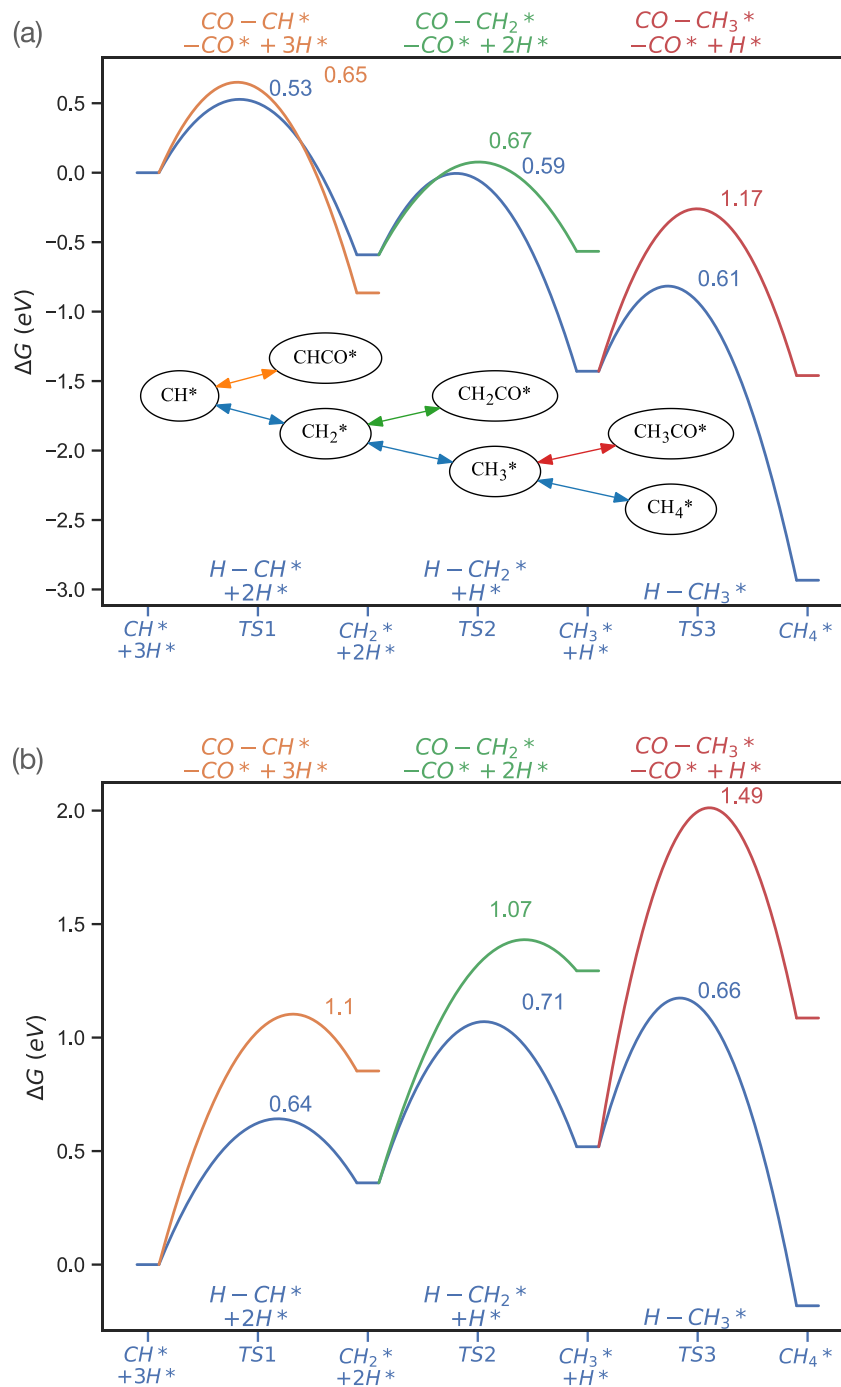 (a)
CO − CH*
−CO* + 3H*
CO − CH₂*
−CO* + 2H*
CO − CH₃*
−CO* + H*
0.65
0.53
0.67
0.59
1.17
0.61
0.5
0.0
−0.5
−1.0
−1.5
−2.0
−2.5
−3.0
ΔG (eV)
CHCO*
CH*
CH₂CO*
CH₂*
CH₃CO*
CH₃*
CH₄*
H − CH*
+2H*
H − CH₂*
+H*
H − CH₃*
CH*
+3H*
TS1
CH₂*
+2H*
TS2
CH₃*
+H*
TS3
CH₄*
(b)
CO − CH*
−CO* + 3H*
CO − CH₂*
−CO* + 2H*
CO − CH₃*
−CO* + H*
1.49
1.07
1.1
0.71
0.66
0.64
2.0
1.5
1.0
0.5
0.0
ΔG (eV)
H − CH*
+2H*
H − CH₂*
+H*
H − CH₃*
CH*
+3H*
TS1
CH₂*
+2H*
TS2
CH₃*
+H*
TS3
CH₄*